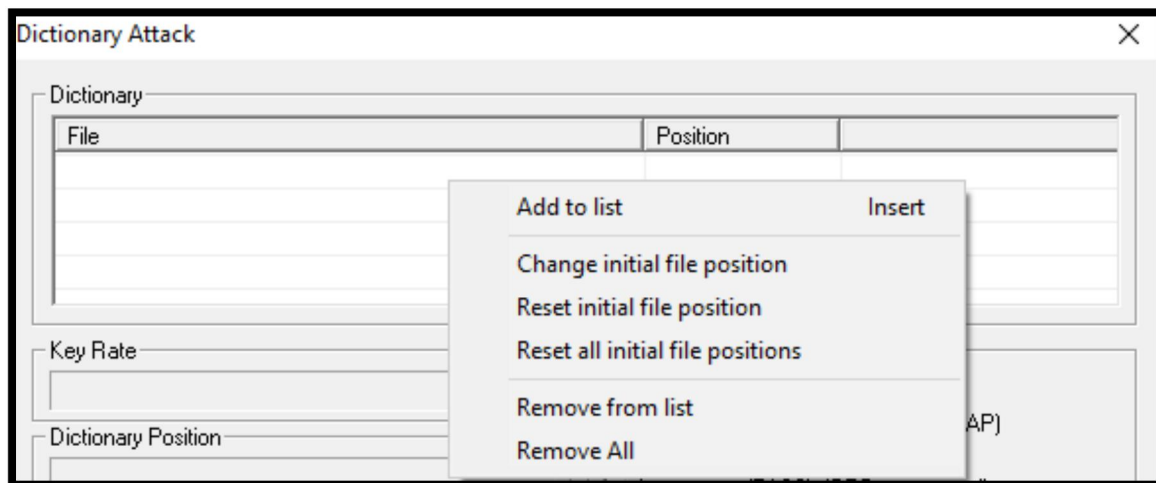 Dictionary Attack
Dictionary
File Position
Add to list Insert
Change initial file position
Reset initial file position
Reset all initial file positions
Remove from list
Remove All
Key Rate
AP)
Dictionary Position